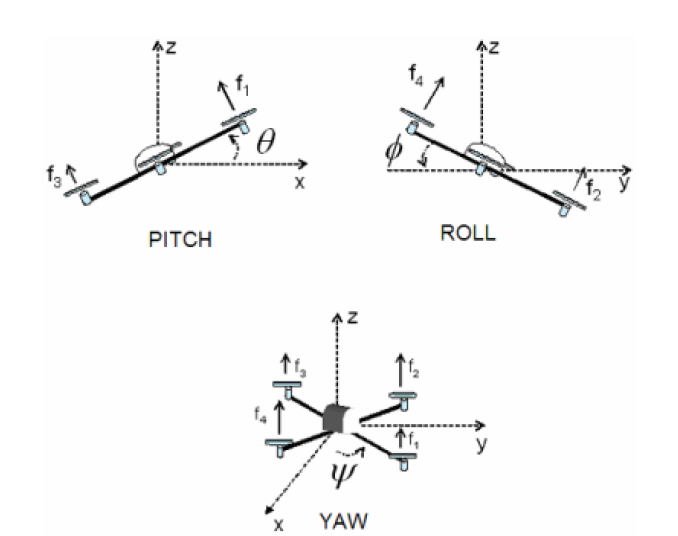 z z
f₁ f₄
θ ϕ
f₃ x f₂ y
PITCH ROLL
z
f₃ f₂
f₄
f₁ y
ψ
x YAW